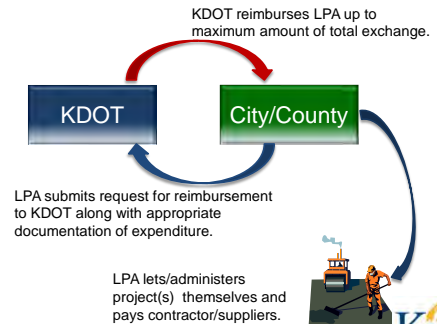 KDOT reimburses LPA up to
maximum amount of total exchange.
KDOT
City/County
LPA submits request for reimbursement
to KDOT along with appropriate
documentation of expenditure.
LPA lets/administers
project(s) themselves and
pays contractor/suppliers.